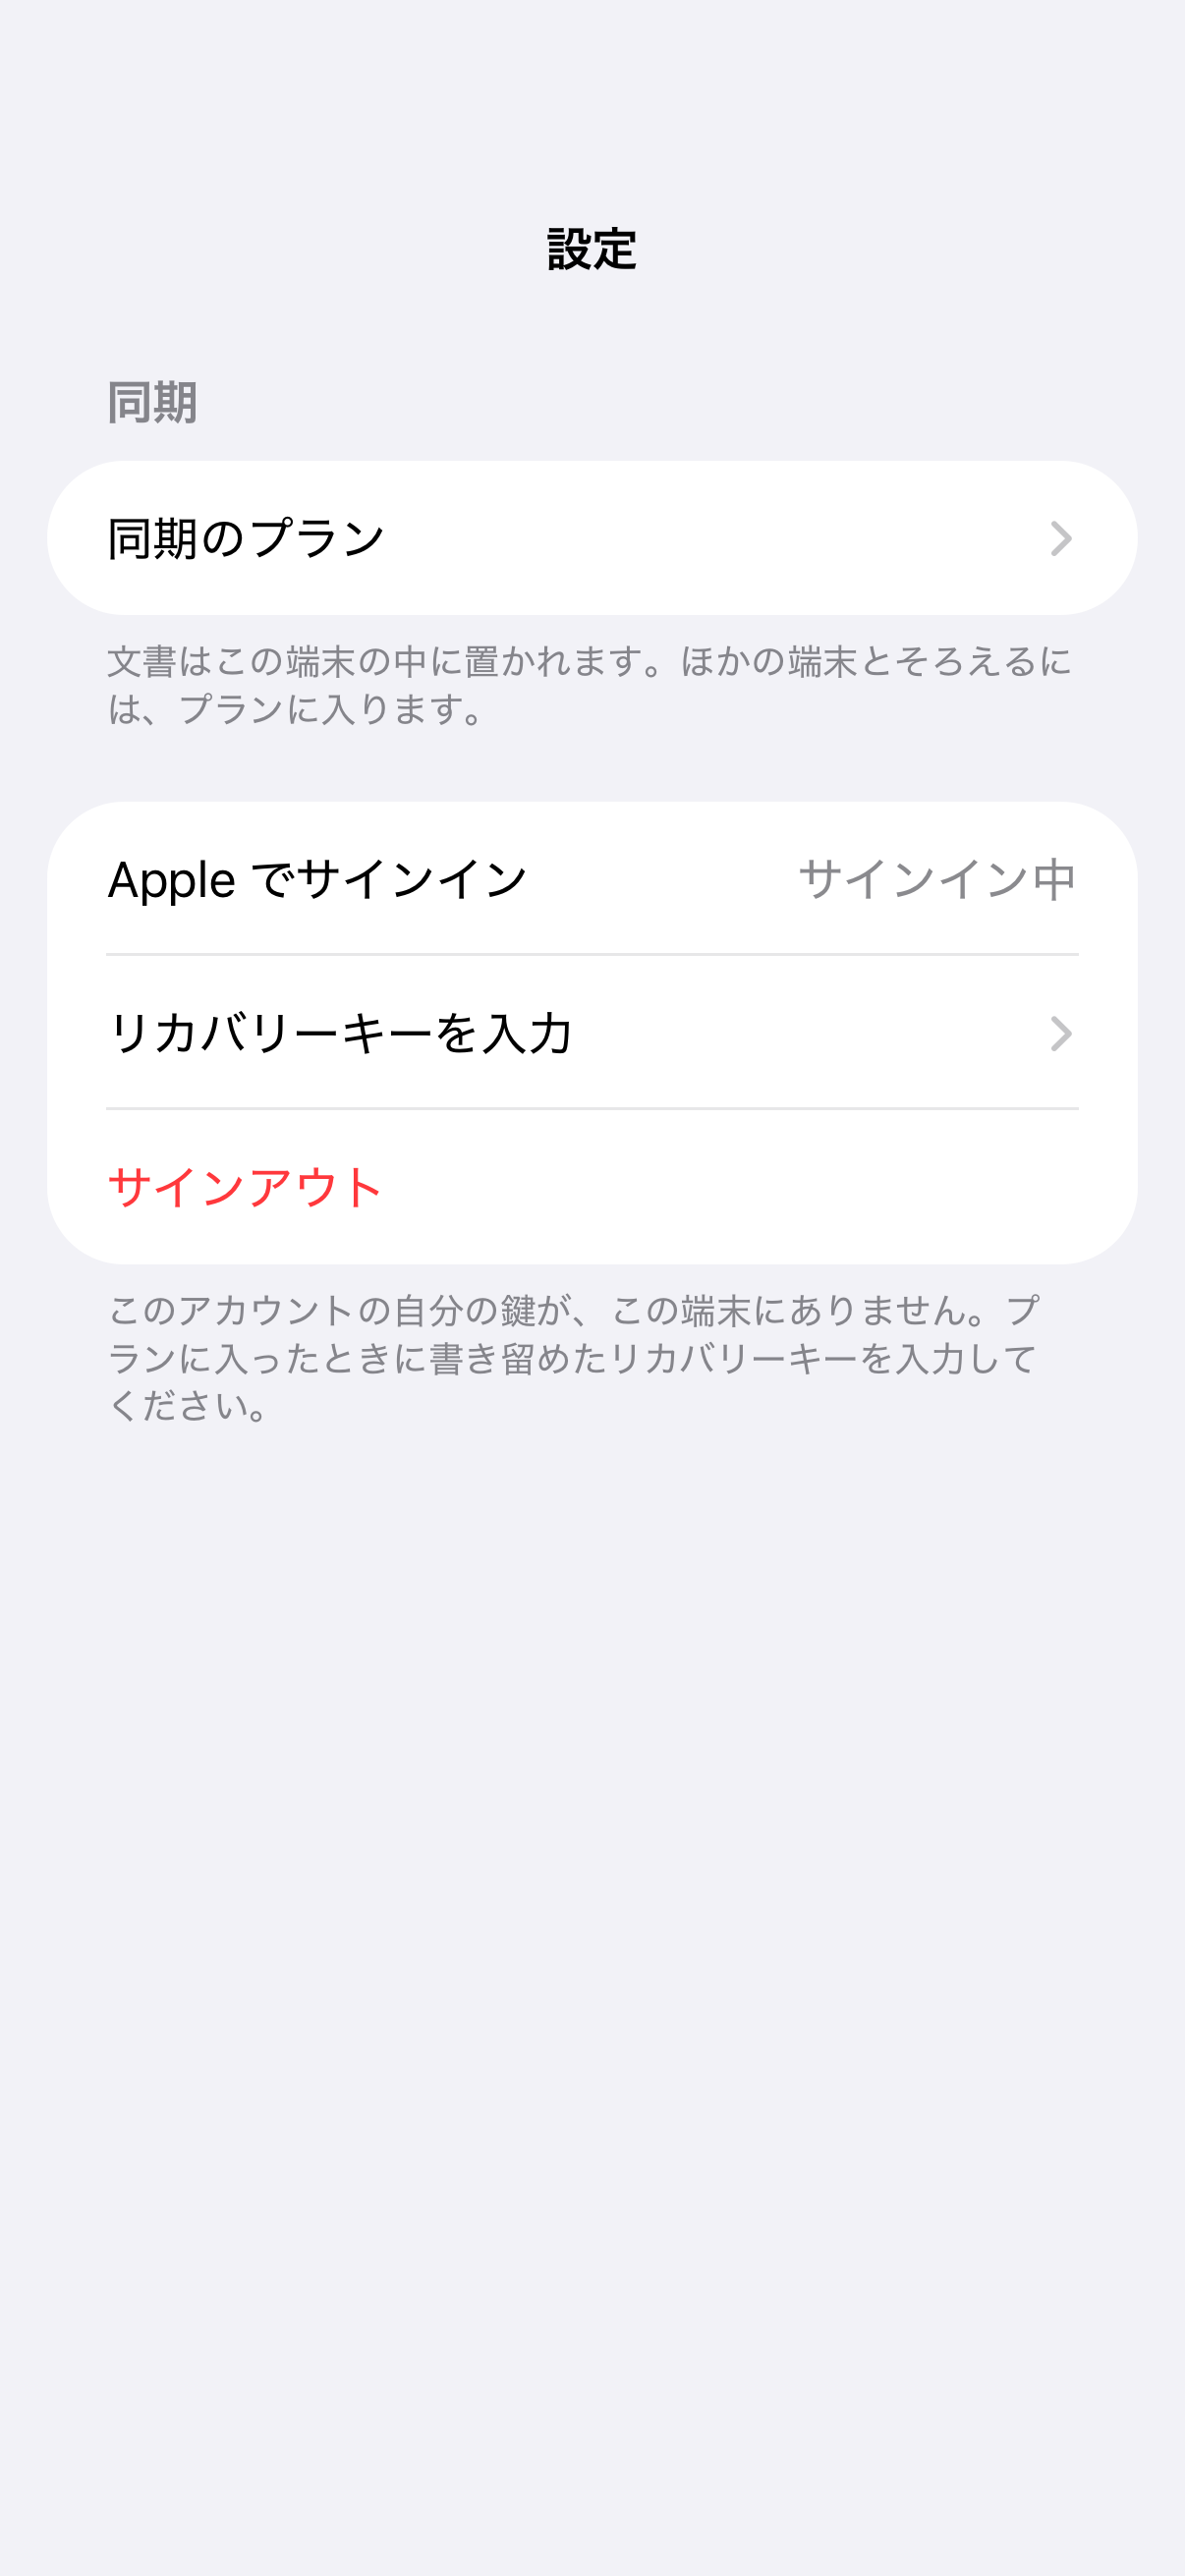 設定
同期
同期のプラン
文書はこの端末の中に置かれます。ほかの端末とそろえるに
は、プランに入ります。
Apple でサインイン
サインイン中
リカバリーキーを入力
サインアウト
このアカウントの自分の鍵が、この端末にありません。プ
ランに入ったときに書き留めたリカバリーキーを入力して
ください。